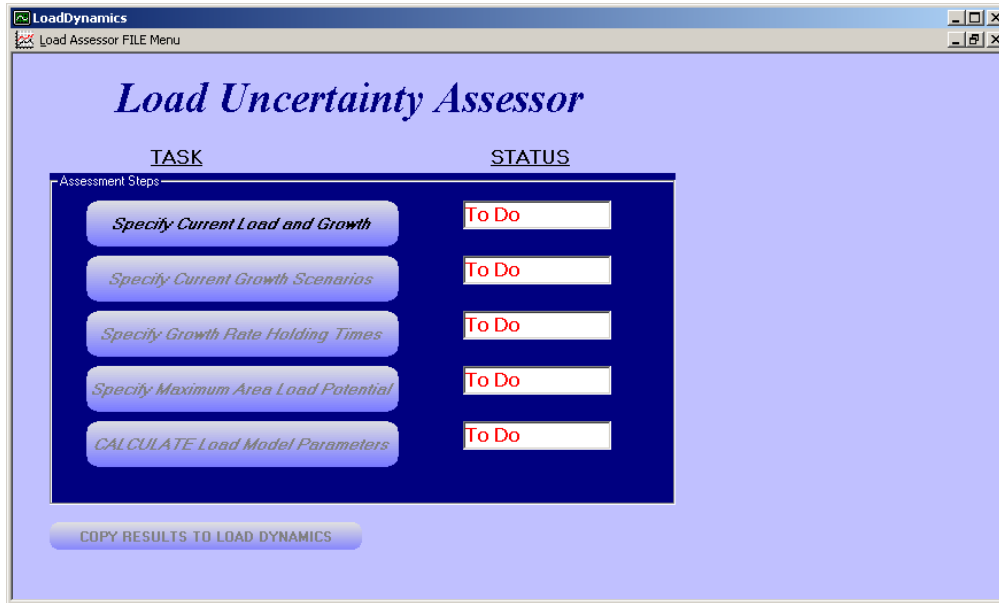 LoadDynamics
Load Assessor FILE Menu
Load Uncertainty Assessor
TASK STATUS
Assessment Steps
Specify Current Load and Growth To Do
Specify Current Growth Scenarios To Do
Specify Growth Rate Holding Times To Do
Specify Maximum Area Load Potential To Do
CALCULATE Load Model Parameters To Do
COPY RESULTS TO LOAD DYNAMICS